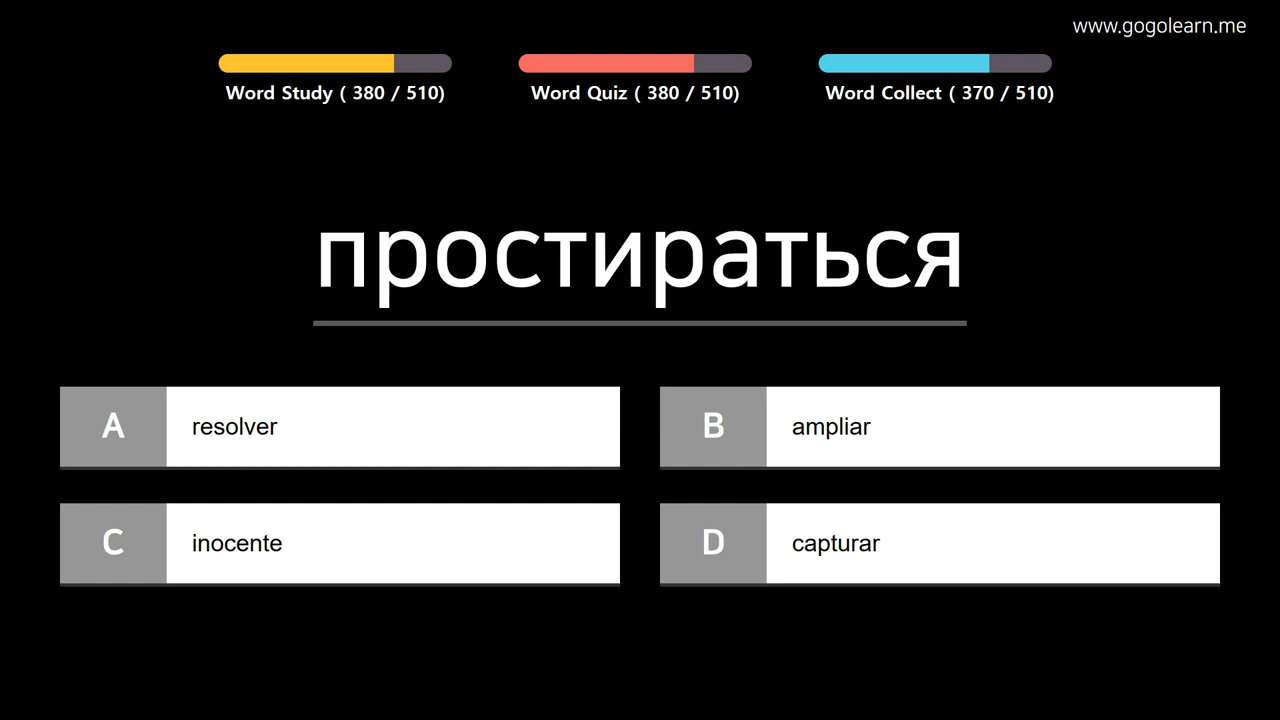 www.gogolearn.me
Word Study ( 380 / 510)
Word Quiz ( 380 / 510)
Word Collect ( 370 / 510)
простираться
A resolver
B ampliar
C inocente
D capturar